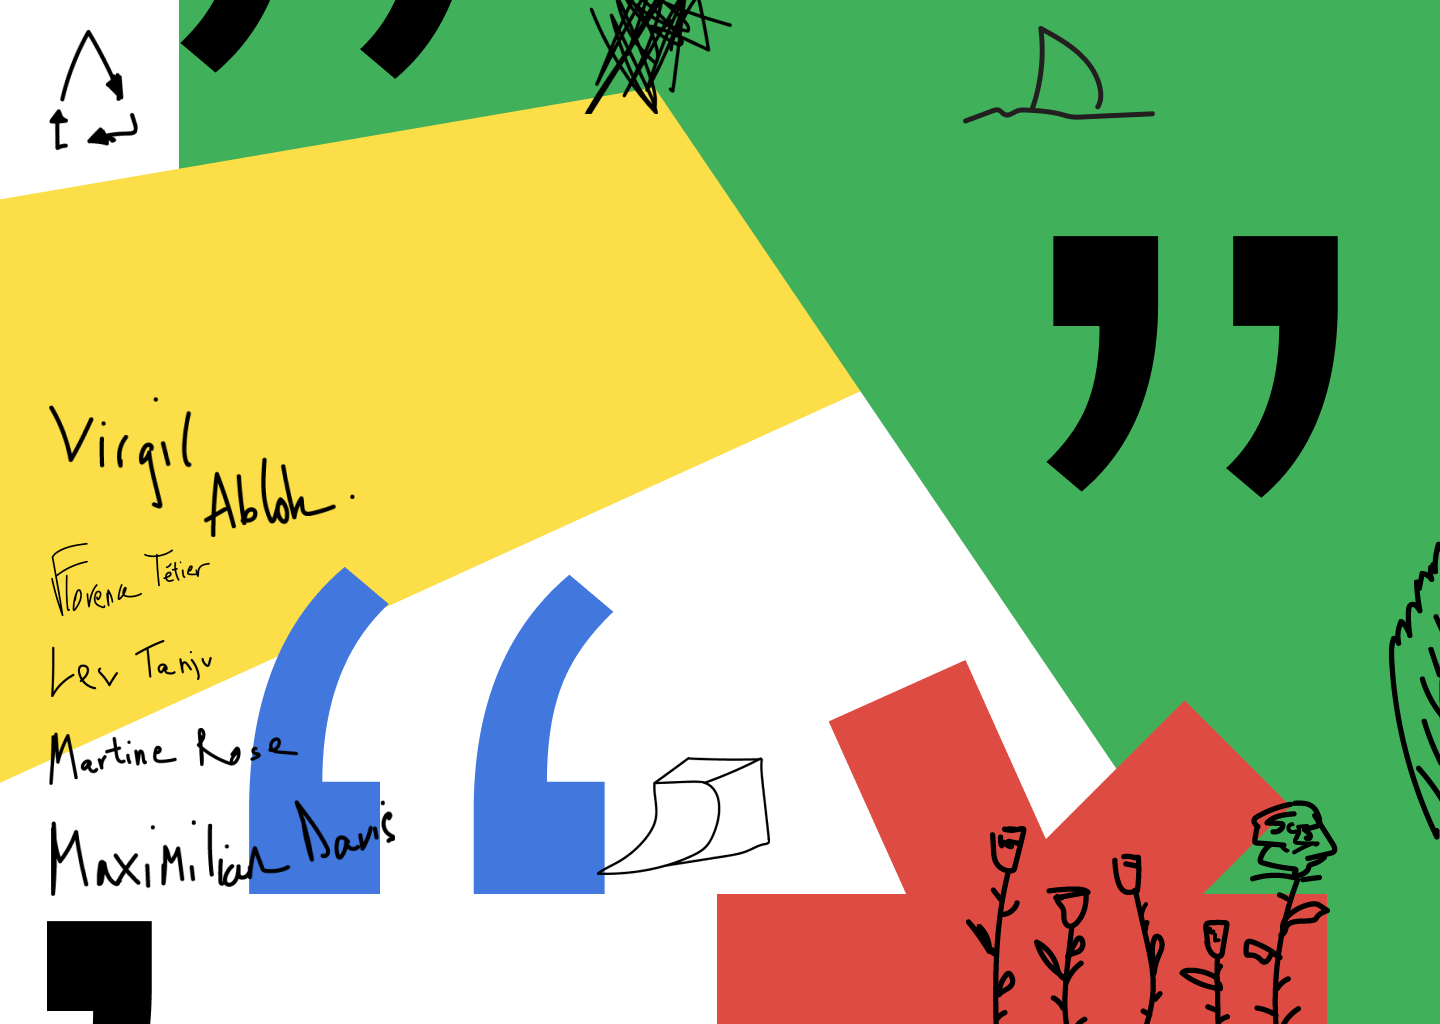 Virgil
Abloh.
Florence Tétier
Lev Tanju
Martine Rose
Maximilian Davis